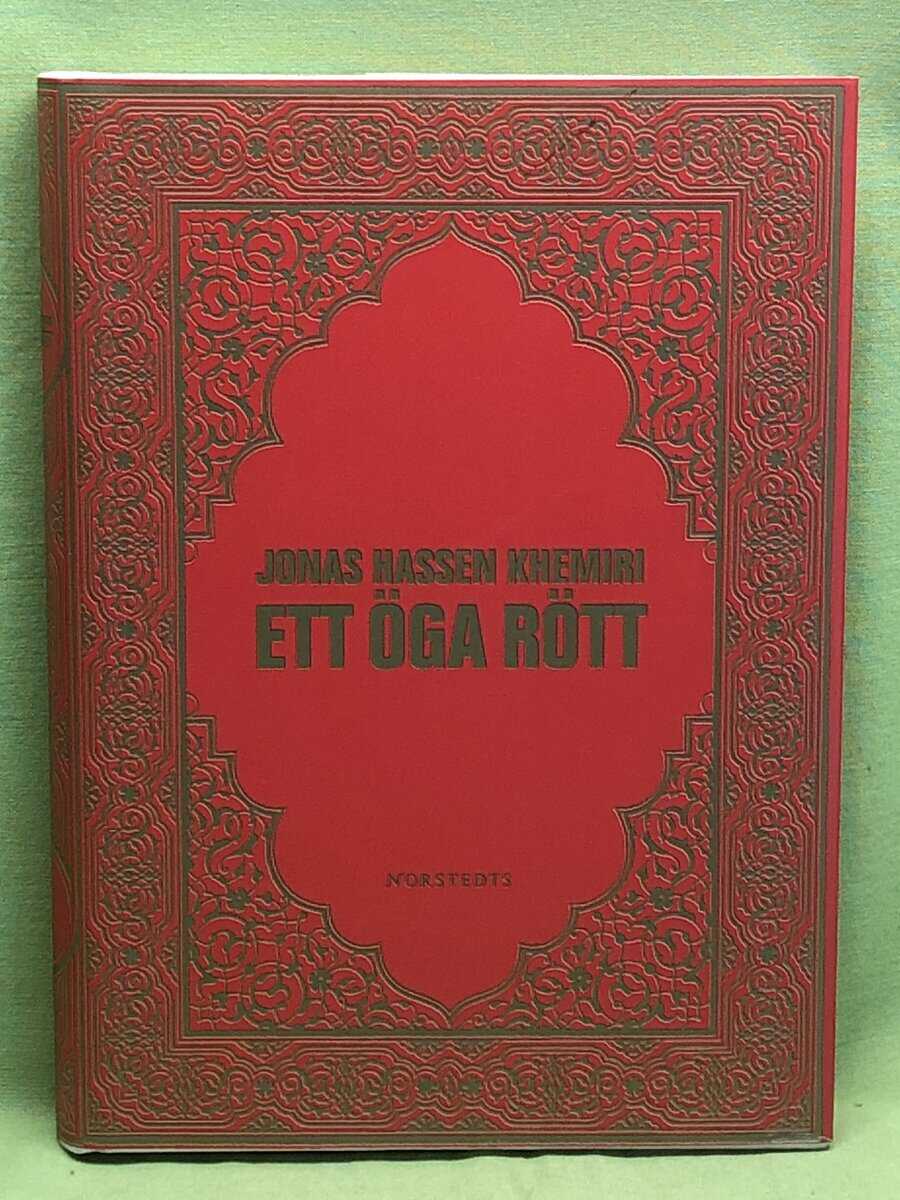 JONAS HASSEN KHEMIRI
ETT ÖGA RÖTT
NORSTEDTS